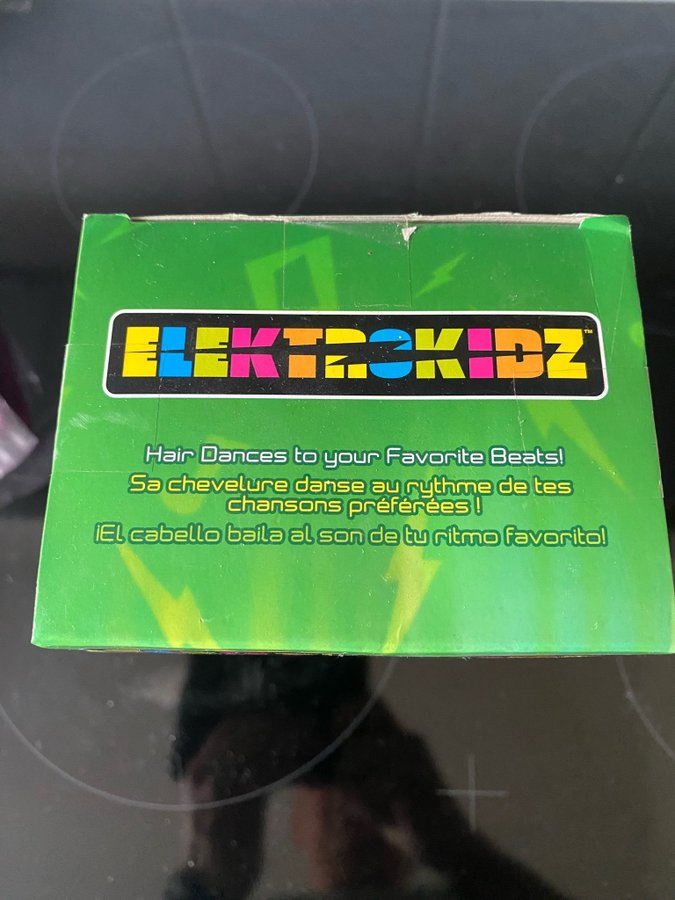 ELEKTROKIDZ™
Hair Dances to your Favorite Beats!
Sa chevelure danse au rythme de tes
chansons préférées !
¡El cabello baila al son de tu ritmo favorito!